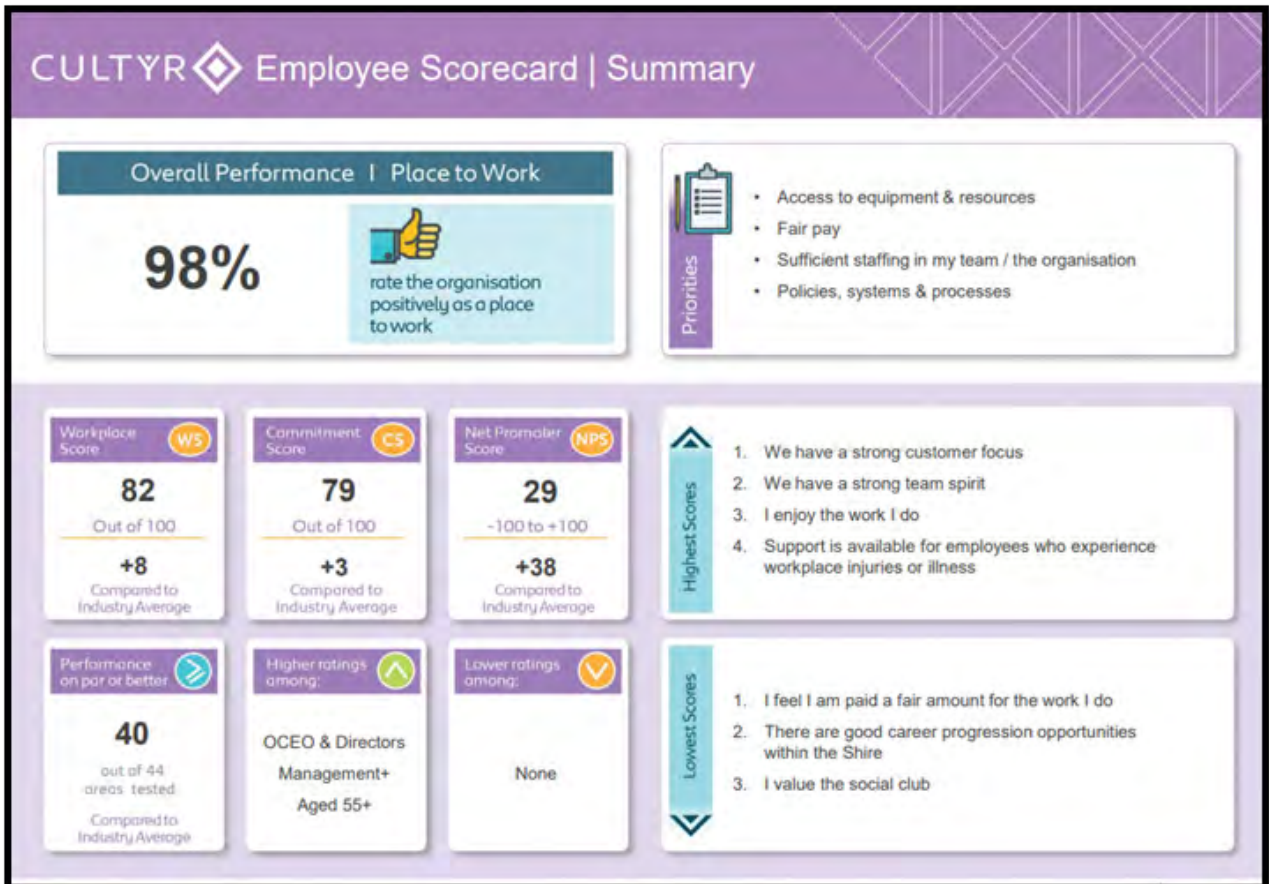 CULTYR Employee Scorecard | Summary
Overall Performance | Place to Work
98%
rate the organisation
positively as a place
to work
Priorities
• Access to equipment & resources
• Fair pay
• Sufficient staffing in my team / the organisation
• Policies, systems & processes
Workplace
Score
WS
82
Out of 100
+8
Compared to
Industry Average
Commitment
Score
CS
79
Out of 100
+3
Compared to
Industry Average
Net Promoter
Score
NPS
29
-100 to +100
+38
Compared to
Industry Average
Highest Scores
1. We have a strong customer focus
2. We have a strong team spirit
3. I enjoy the work I do
4. Support is available for employees who experience
workplace injuries or illness
Performance
on par or better
40
out of 44
areas tested
Compared to
Industry Average
Higher ratings
among:
OCEO & Directors
Management+
Aged 55+
Lower ratings
among:
None
Lowest Scores
1. I feel I am paid a fair amount for the work I do
2. There are good career progression opportunities
within the Shire
3. I value the social club